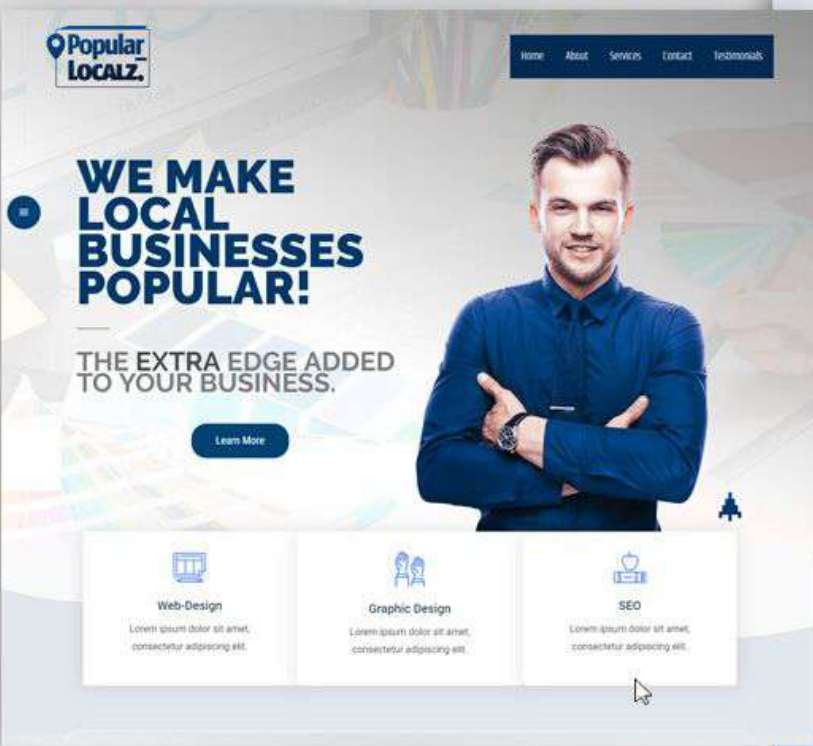 Popular
LOCALZ.
Home About Services Contact Testimonials
WE MAKE
LOCAL
BUSINESSES
POPULAR!
THE EXTRA EDGE ADDED
TO YOUR BUSINESS.
Learn More
Web-Design
Lorem ipsum dolor sit amet,
consectetur adipiscing elit.
Graphic Design
Lorem ipsum dolor sit amet,
consectetur adipiscing elit.
SEO
Lorem ipsum dolor sit amet,
consectetur adipiscing elit.